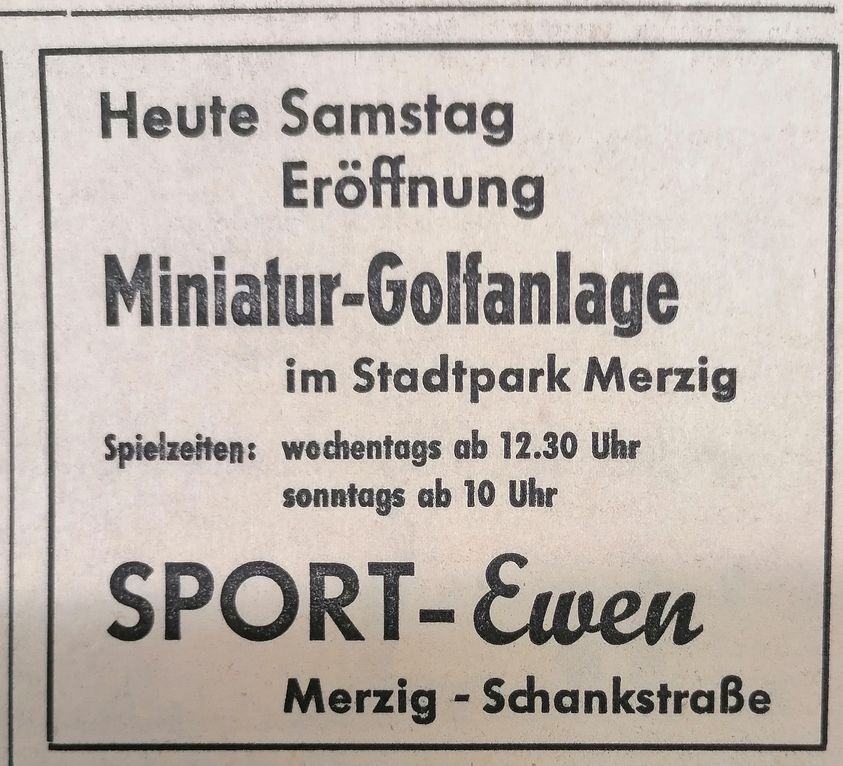 Heute Samstag
Eröffnung
Miniatur-Golfanlage
im Stadtpark Merzig
Spielzeiten: wochentags ab 12.30 Uhr
sonntags ab 10 Uhr
SPORT-Ewen
Merzig - Schankstraße